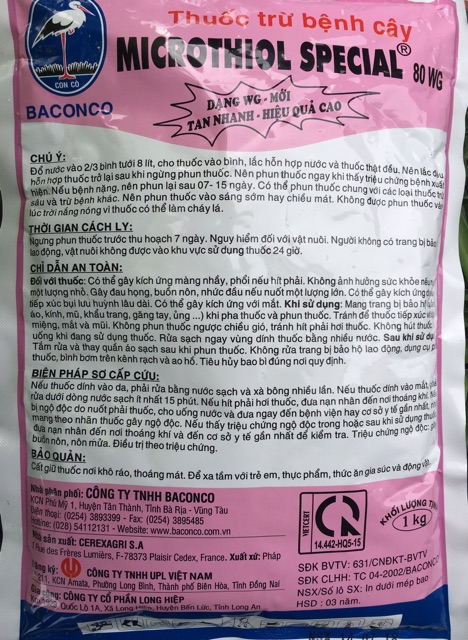 Thuốc trừ bệnh cây
MICROTHIOL SPECIAL® 80 WG
CON CÒ
BACONCO
DẠNG WG - MỚI
TAN NHANH - HIỆU QUẢ CAO
CHÚ Ý:
Đổ nước vào 2/3 bình tưới 8 lít, cho thuốc vào bình, lắc hỗn hợp nước và thuốc thật đều. Nên lắc
hỗn hợp thuốc trở lại sau khi ngừng phun thuốc. Nên phun thuốc ngay khi thấy triệu chứng bệnh xuất
hiện. Nếu bệnh nặng, nên phun lại sau 07- 15 ngày. Có thể phun thuốc chung với các loại thuốc
sâu và trừ bệnh khác. Nên phun thuốc vào sáng sớm hay chiều mát. Không được phun thuốc
lúc trời nắng nóng vì thuốc có thể làm cháy lá.
THỜI GIAN CÁCH LY:
Ngưng phun thuốc trước thu hoạch 7 ngày. Nguy hiểm đối với vật nuôi. Người không có trang bị bảo
lao động, vật nuôi không được vào khu vực sử dụng thuốc 24 giờ.
CHỈ DẪN AN TOÀN:
Đối với thuốc: Có thể gây kích ứng màng nhầy, phổi nếu hít phải. Không ảnh hưởng sức khỏe nếu
một lượng nhỏ. Gây đau họng, buồn nôn, nhức đầu nếu nuốt một lượng lớn. Có thể gây kích ứng
tiếp xúc bụi lưu huỳnh lâu dài. Có thể gây kích ứng với mắt. Khi sử dụng: Mang trang bị bảo hộ
áo, kính, mũ, khẩu trang, găng tay, ủng ...) khi pha thuốc và phun thuốc. Tránh để thuốc tiếp xúc
miệng, mắt và mũi. Không phun thuốc ngược chiều gió, tránh hít phải hơi thuốc. Không hút thuốc
uống khi đang sử dụng thuốc. Rửa sạch ngay vùng dính thuốc bằng nhiều nước. Sau khi sử dụ
Tắm rửa và thay quần áo sạch sau khi phun thuốc. Không rửa trang bị bảo hộ lao động, dụng cụ
thuốc, bình bơm trên kênh rạch và ao hồ. Tiêu hủy bao bì đúng nơi quy định.
BIỆN PHÁP SƠ CẤP CỨU:
Nếu thuốc dính vào da, phải rửa bằng nước sạch và xà bông nhiều lần. Nếu thuốc dính vào mắt,
rửa dưới dòng nước sạch ít nhất 15 phút. Nếu hít phải hơi thuốc, đưa nạn nhân đến nơi thoáng khí.
bị ngộ độc do nuốt phải thuốc, cho uống nước và đưa ngay đến bệnh viện hay cơ sở y tế gần nhất,
mang theo nhãn thuốc gây ngộ độc. Nếu thấy triệu chứng ngộ độc trong hoặc sau khi sử dụng thuốc
đưa nạn nhân đến nơi thoáng khí và đến cơ sở y tế gần nhất để kiểm tra. Triệu chứng ngộ độc:
buồn nôn, nôn mửa. Điều trị theo triệu chứng.
BẢO QUẢN:
Cất giữ thuốc nơi khô ráo, thoáng mát. Để xa tầm với trẻ em, thực phẩm, thức ăn gia súc và động vật.
Nhà phân phối: CÔNG TY TNHH BACONCO
KCN Phú Mỹ 1, Huyện Tân Thành, Tỉnh Bà Rịa - Vũng Tàu
Điện thoại: (0254) 3893399 - Fax: (0254) 3895485
Hotline: (028) 54112131 - Website: www.baconco.com.vn
Nhà sản xuất: CEREXAGRI S.A
7 Rue des Frères Lumières, F-78373 Plaisir Cedex, France. Xuất xứ: Pháp
Đăng ký: CÔNG TY TNHH UPL VIỆT NAM
211, KCN Amata, Phường Long Bình, Thành phố Biên Hòa, Tỉnh Đồng Nai
Gia công: CÔNG TY CỔ PHẦN LONG HIỆP
Quốc Lộ 1A, Xã Long Hiệp, Huyện Bến Lức, Tỉnh Long An
VIETCERT
14.442-HQ5-15
KHỐI LƯỢNG TỊNH
1 kg
SĐK BVTV: 631/CNĐKT-BVTV
SĐK CLHH: TC 04-2002/BACONCO
NSX/Số lô SX: In dưới mép bao
HSD : 03 năm.